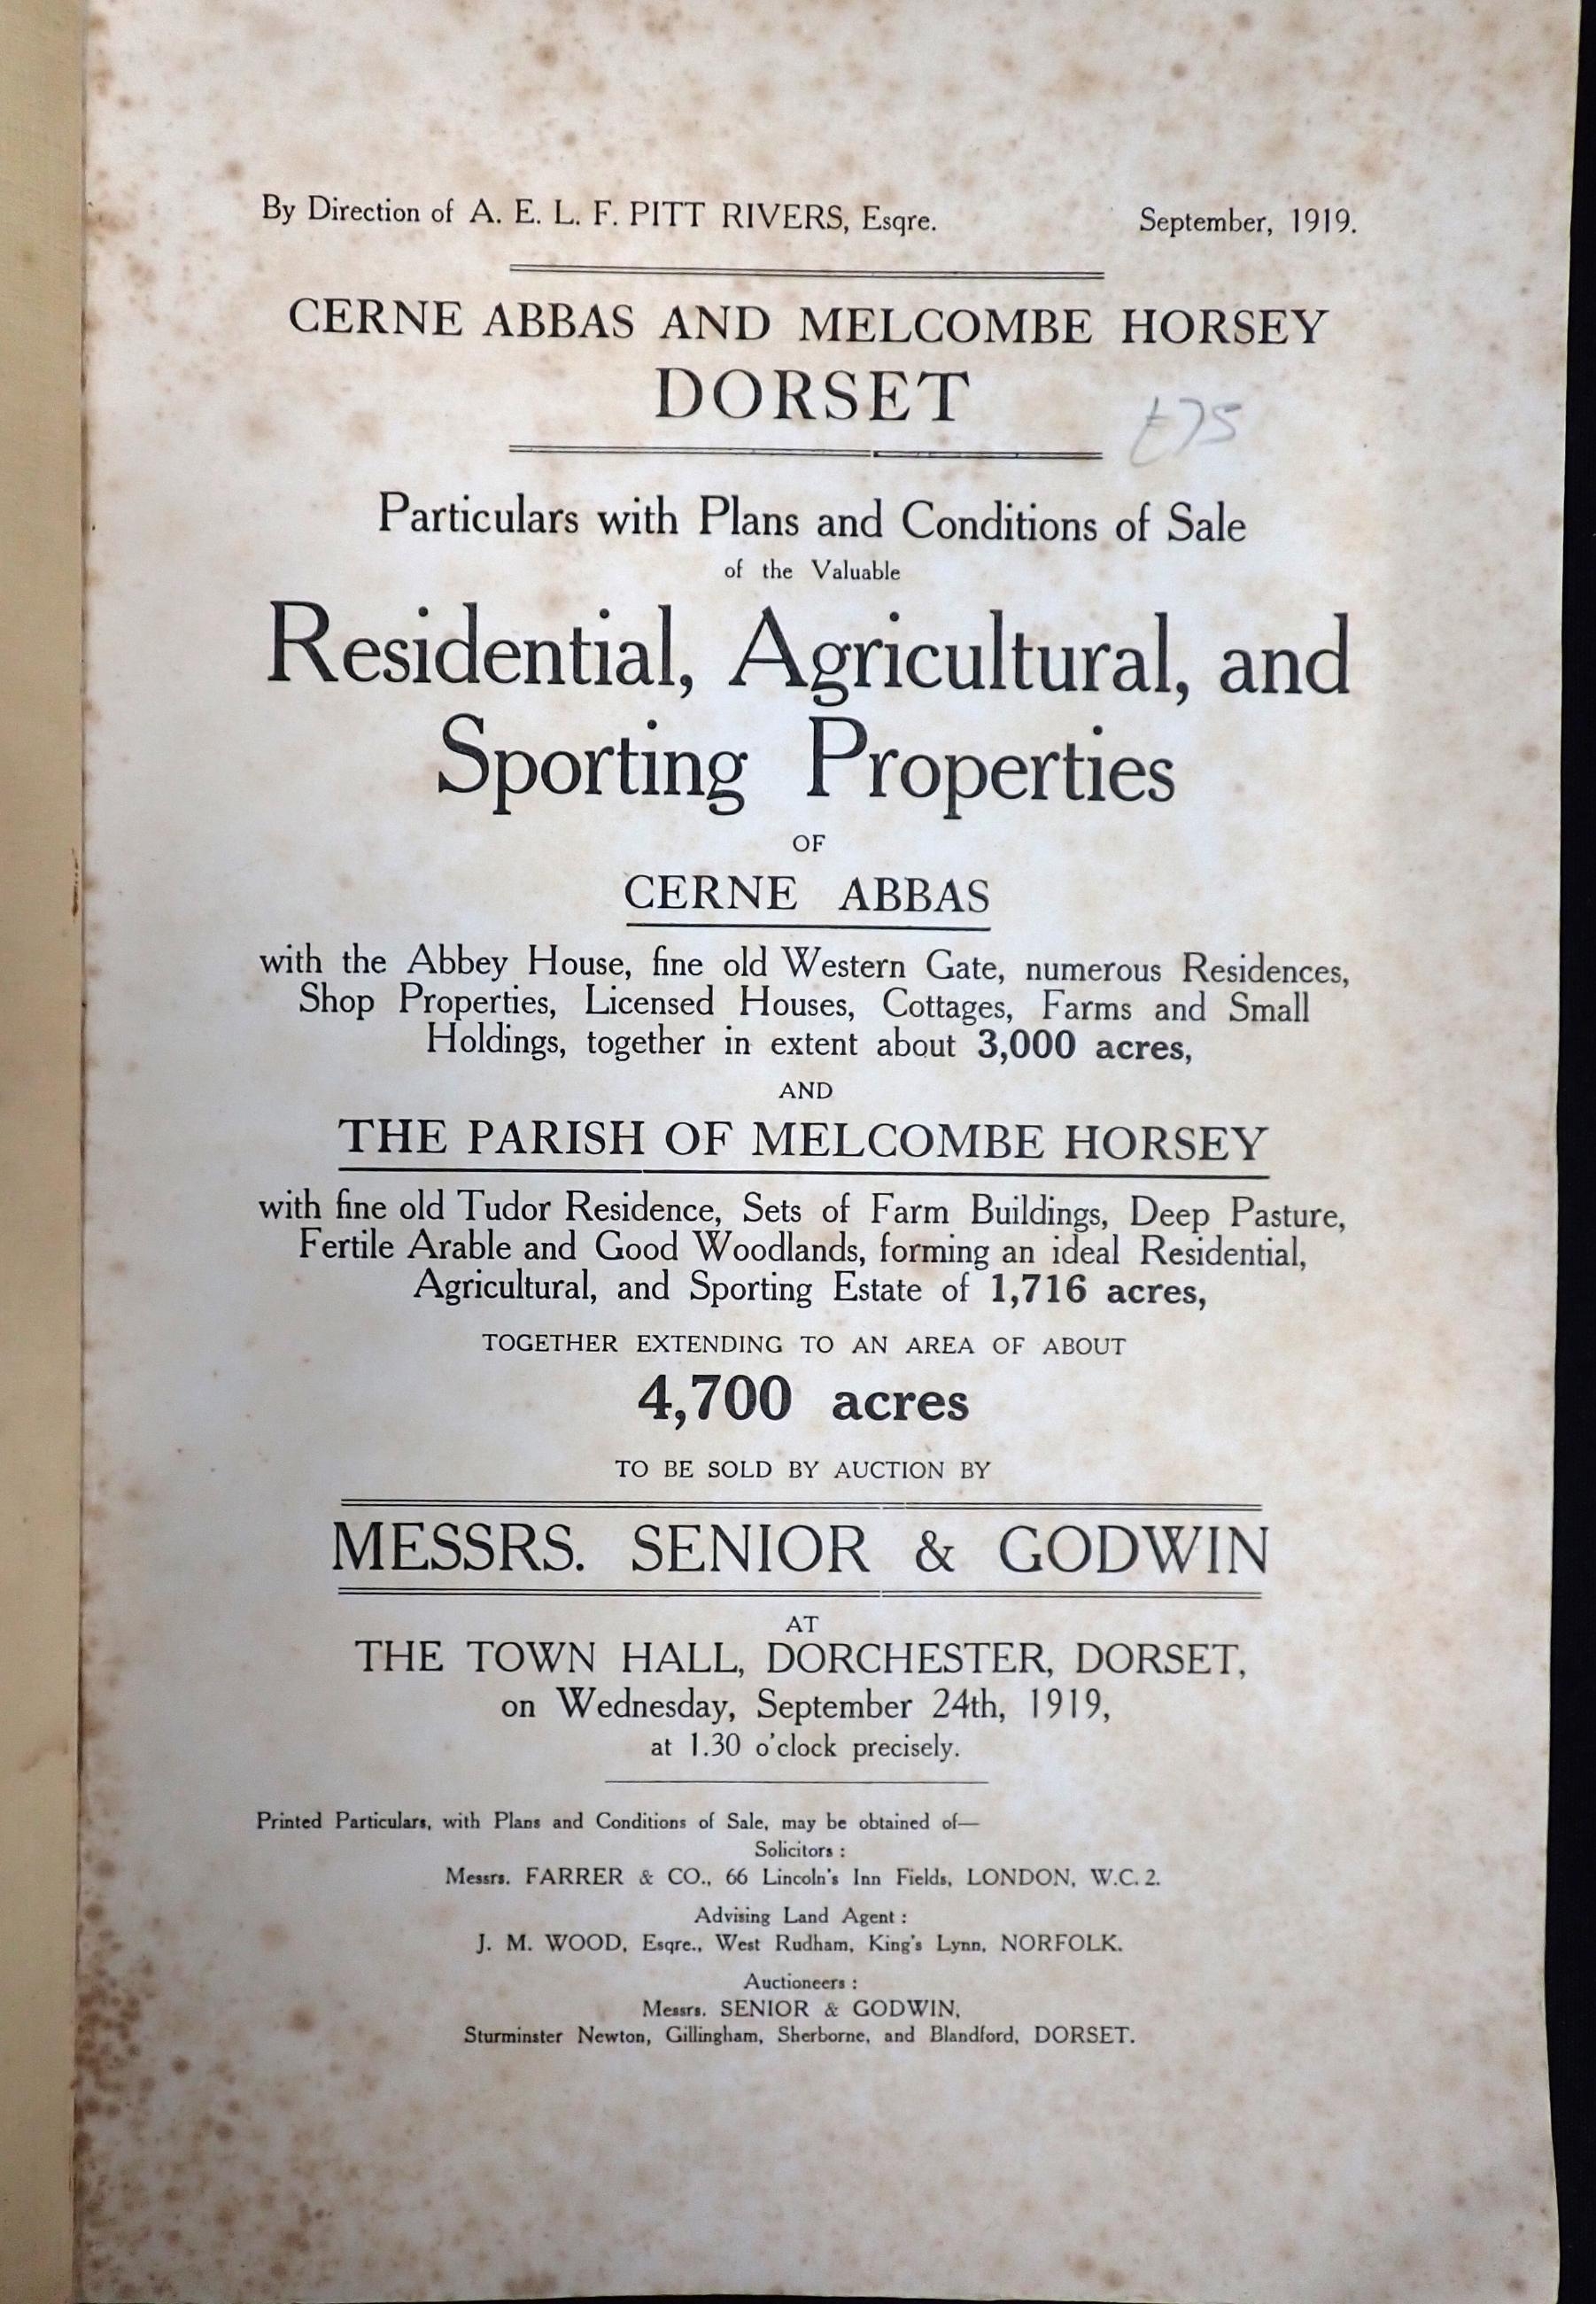 By Direction of A. E. L. F. PITT RIVERS, Esqre. September, 1919.
CERNE ABBAS AND MELCOMBE HORSEY
DORSET
£75
Particulars with Plans and Conditions of Sale
of the Valuable
Residential, Agricultural, and
Sporting Properties
OF
CERNE ABBAS
with the Abbey House, fine old Western Gate, numerous Residences,
Shop Properties, Licensed Houses, Cottages, Farms and Small
Holdings, together in extent about 3,000 acres,
AND
THE PARISH OF MELCOMBE HORSEY
with fine old Tudor Residence, Sets of Farm Buildings, Deep Pasture,
Fertile Arable and Good Woodlands, forming an ideal Residential,
Agricultural, and Sporting Estate of 1,716 acres,
TOGETHER EXTENDING TO AN AREA OF ABOUT
4,700 acres
TO BE SOLD BY AUCTION BY
MESSRS. SENIOR & GODWIN
AT
THE TOWN HALL, DORCHESTER, DORSET,
on Wednesday, September 24th, 1919,
at 1.30 o'clock precisely.
Printed Particulars, with Plans and Conditions of Sale, may be obtained of—
Solicitors :
Messrs. FARRER & CO., 66 Lincoln's Inn Fields, LONDON, W.C. 2.
Advising Land Agent :
J. M. WOOD, Esqre., West Rudham, King's Lynn, NORFOLK.
Auctioneers :
Messrs. SENIOR & GODWIN,
Sturminster Newton, Gillingham, Sherborne, and Blandford, DORSET.